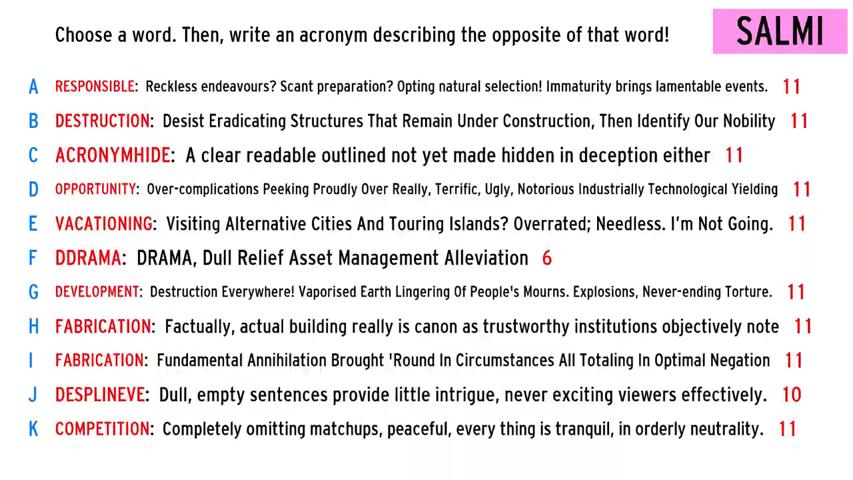 Choose a word. Then, write an acronym describing the opposite of that word!
SALMI
A RESPONSIBLE: Reckless endeavours? Scant preparation? Opting natural selection! Immaturity brings lamentable events. 11
B DESTRUCTION: Desist Eradicating Structures That Remain Under Construction, Then Identify Our Nobility 11
C ACRONYMHIDE: A clear readable outlined not yet made hidden in deception either 11
D OPPORTUNITY: Over-complications Peeking Proudly Over Really, Terrific, Ugly, Notorious Industrially Technological Yielding 11
E VACATIONING: Visiting Alternative Cities And Touring Islands? Overrated; Needless. I'm Not Going. 11
F DDRAMA: DRAMA, Dull Relief Asset Management Alleviation 6
G DEVELOPMENT: Destruction Everywhere! Vaporised Earth Lingering Of People's Mourns. Explosions, Never-ending Torture. 11
H FABRICATION: Factually, actual building really is canon as trustworthy institutions objectively note 11
I FABRICATION: Fundamental Annihilation Brought 'Round In Circumstances All Totaling In Optimal Negation 11
J DESPLINEVE: Dull, empty sentences provide little intrigue, never exciting viewers effectively. 10
K COMPETITION: Completely omitting matchups, peaceful, every thing is tranquil, in orderly neutrality. 11